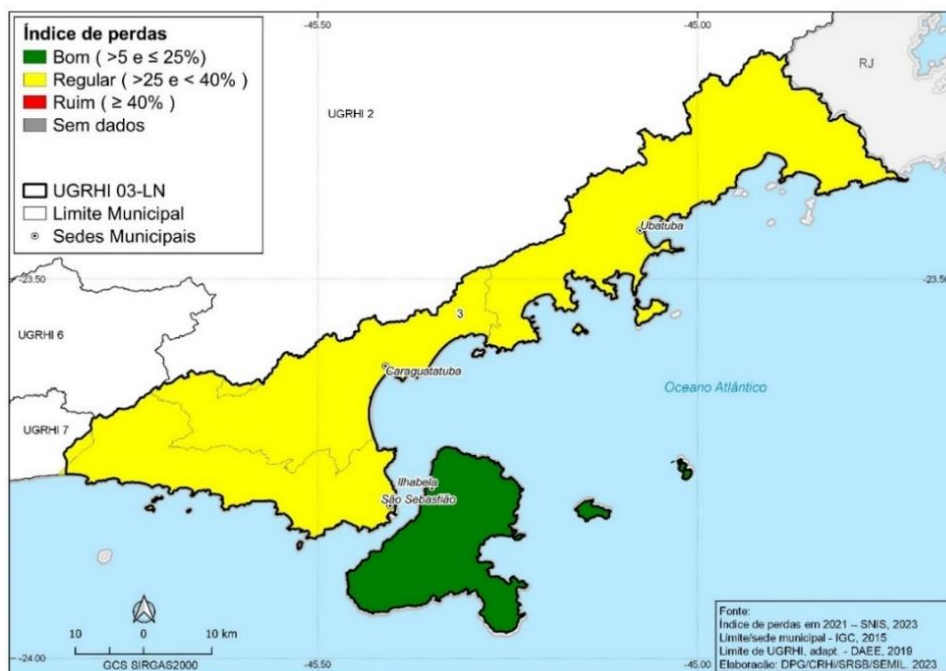 -45.50
-45.00
Índice de perdas
Bom ( >5 e ≤ 25%)
Regular ( >25 e < 40% )
Ruim ( ≥ 40% )
Sem dados
UGRHI 03-LN
Limite Municipal
Sedes Municipais
RJ
UGRHI 2
Ubatuba
-23.50
-23.50
3
UGRHI 6
Caraguatatuba
Oceano Atlântico
UGRHI 7
Ilhabela
São Sebastião
10 0 10 km
GCS SIRGAS2000
Fonte:
Índice de perdas em 2021 – SNIS, 2023
Limite/sede municipal - IGC, 2015
Limite de UGRHI, adapt. - DAEE, 2019
Elaboração: DPG/CRHi/SRSB/SEMIL, 2023
-24.00
-45.50
-45.00